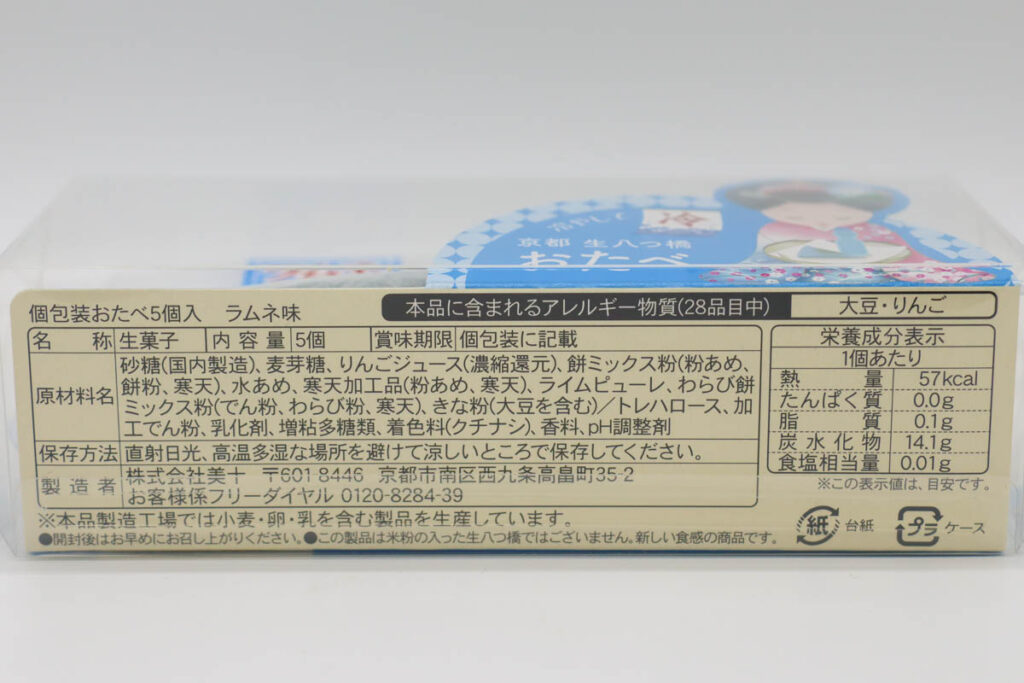 冷やして
冷
京都 生八つ橋
おたべ
個包装おたべ5個入 ラムネ味
本品に含まれるアレルギー物質(28品目中) 大豆・りんご
名称 生菓子 内容量 5個 賞味期限 個包装に記載
原材料名 砂糖(国内製造)、麦芽糖、りんごジュース(濃縮還元)、餅ミックス粉(粉あめ、
餅粉、寒天)、水あめ、寒天加工品(粉あめ、寒天)、ライムピューレ、わらび餅
ミックス粉(でん粉、わらび粉、寒天)、きな粉(大豆を含む)／トレハロース、加
工でん粉、乳化剤、増粘多糖類、着色料(クチナシ)、香料、pH調整剤
保存方法 直射日光、高温多湿な場所を避けて涼しいところで保存してください。
製造者 株式会社美十 〒601-8446 京都市南区西九条高畠町35-2
お客様係フリーダイヤル 0120-8284-39
※本品製造工場では小麦・卵・乳を含む製品を生産しています。
●開封後はお早めにお召し上がりください。●この製品は米粉の入った生八つ橋ではございません。新しい食感の商品です。
栄養成分表示
1個あたり
熱量 57kcal
たんぱく質 0.0g
脂質 0.1g
炭水化物 14.1g
食塩相当量 0.01g
※この表示値は、目安です。
紙 台紙
プラ ケース